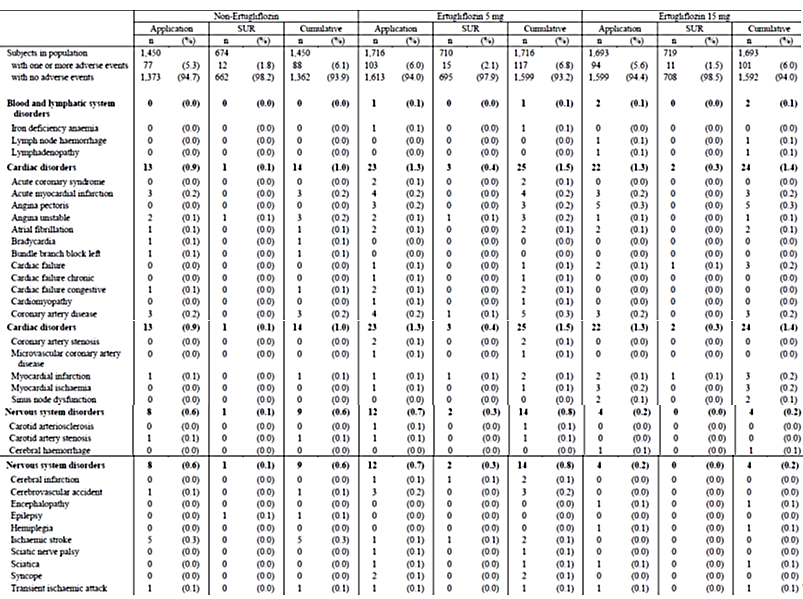 Non-Ertugliflozin Ertugliflozin 5 mg Ertugliflozin 15 mg
Application SUR Cumulative Application SUR Cumulative Application SUR Cumulative
n (%) n (%) n (%) n (%) n (%) n (%) n (%) n (%) n (%)
Subjects in population 1,450 674 1,450 1,716 710 1,716 1,693 719 1,693
with one or more adverse events 77 (5.3) 12 (1.8) 88 (6.1) 103 (6.0) 15 (2.1) 117 (6.8) 94 (5.6) 11 (1.5) 101 (6.0)
with no adverse events 1,373 (94.7) 662 (98.2) 1,362 (93.9) 1,613 (94.0) 695 (97.9) 1,599 (93.2) 1,599 (94.4) 708 (98.5) 1,592 (94.0)
Blood and lymphatic system 0 (0.0) 0 (0.0) 0 (0.0) 1 (0.1) 0 (0.0) 1 (0.1) 2 (0.1) 0 (0.0) 2 (0.1)
disorders
Iron deficiency anaemia 0 (0.0) 0 (0.0) 0 (0.0) 1 (0.1) 0 (0.0) 1 (0.1) 0 (0.0) 0 (0.0) 0 (0.0)
Lymph node haemorrhage 0 (0.0) 0 (0.0) 0 (0.0) 0 (0.0) 0 (0.0) 0 (0.0) 1 (0.1) 0 (0.0) 1 (0.1)
Lymphadenopathy 0 (0.0) 0 (0.0) 0 (0.0) 0 (0.0) 0 (0.0) 0 (0.0) 1 (0.1) 0 (0.0) 1 (0.1)
Cardiac disorders 13 (0.9) 1 (0.1) 14 (1.0) 23 (1.3) 3 (0.4) 25 (1.5) 22 (1.3) 2 (0.3) 24 (1.4)
Acute coronary syndrome 0 (0.0) 0 (0.0) 0 (0.0) 2 (0.1) 0 (0.0) 2 (0.1) 0 (0.0) 0 (0.0) 0 (0.0)
Acute myocardial infarction 3 (0.2) 0 (0.0) 3 (0.2) 4 (0.2) 0 (0.0) 4 (0.2) 3 (0.2) 0 (0.0) 3 (0.2)
Angina pectoris 0 (0.0) 0 (0.0) 0 (0.0) 3 (0.2) 0 (0.0) 3 (0.2) 5 (0.3) 0 (0.0) 5 (0.3)
Angina unstable 2 (0.1) 1 (0.1) 3 (0.2) 2 (0.1) 1 (0.1) 3 (0.2) 1 (0.1) 0 (0.0) 1 (0.1)
Atrial fibrillation 1 (0.1) 0 (0.0) 1 (0.1) 2 (0.1) 0 (0.0) 2 (0.1) 2 (0.1) 0 (0.0) 2 (0.1)
Bradycardia 1 (0.1) 0 (0.0) 1 (0.1) 0 (0.0) 0 (0.0) 0 (0.0) 0 (0.0) 0 (0.0) 0 (0.0)
Bundle branch block left 1 (0.1) 0 (0.0) 1 (0.1) 0 (0.0) 0 (0.0) 0 (0.0) 0 (0.0) 0 (0.0) 0 (0.0)
Cardiac failure 0 (0.0) 0 (0.0) 0 (0.0) 1 (0.1) 0 (0.0) 1 (0.1) 2 (0.1) 1 (0.1) 3 (0.2)
Cardiac failure chronic 0 (0.0) 0 (0.0) 0 (0.0) 1 (0.1) 0 (0.0) 1 (0.1) 0 (0.0) 0 (0.0) 0 (0.0)
Cardiac failure congestive 1 (0.1) 0 (0.0) 1 (0.1) 2 (0.1) 0 (0.0) 2 (0.1) 0 (0.0) 0 (0.0) 0 (0.0)
Cardiomyopathy 0 (0.0) 0 (0.0) 0 (0.0) 1 (0.1) 0 (0.0) 1 (0.1) 0 (0.0) 0 (0.0) 0 (0.0)
Coronary artery disease 3 (0.2) 0 (0.0) 3 (0.2) 4 (0.2) 1 (0.1) 5 (0.3) 3 (0.2) 0 (0.0) 3 (0.2)
Cardiac disorders 13 (0.9) 1 (0.1) 14 (1.0) 23 (1.3) 3 (0.4) 25 (1.5) 22 (1.3) 2 (0.3) 24 (1.4)
Coronary artery stenosis 0 (0.0) 0 (0.0) 0 (0.0) 2 (0.1) 0 (0.0) 2 (0.1) 0 (0.0) 0 (0.0) 0 (0.0)
Microvascular coronary artery 0 (0.0) 0 (0.0) 0 (0.0) 1 (0.1) 0 (0.0) 1 (0.1) 0 (0.0) 0 (0.0) 0 (0.0)
disease
Myocardial infarction 1 (0.1) 0 (0.0) 1 (0.1) 1 (0.1) 1 (0.1) 2 (0.1) 2 (0.1) 1 (0.1) 3 (0.2)
Myocardial ischaemia 0 (0.0) 0 (0.0) 0 (0.0) 1 (0.1) 0 (0.0) 1 (0.1) 3 (0.2) 0 (0.0) 3 (0.2)
Sinus node dysfunction 0 (0.0) 0 (0.0) 0 (0.0) 0 (0.0) 0 (0.0) 0 (0.0) 2 (0.1) 0 (0.0) 2 (0.1)
Nervous system disorders 8 (0.6) 1 (0.1) 9 (0.6) 12 (0.7) 2 (0.3) 14 (0.8) 4 (0.2) 0 (0.0) 4 (0.2)
Carotid arteriosclerosis 0 (0.0) 0 (0.0) 0 (0.0) 1 (0.1) 0 (0.0) 1 (0.1) 0 (0.0) 0 (0.0) 0 (0.0)
Carotid artery stenosis 1 (0.1) 0 (0.0) 1 (0.1) 1 (0.1) 0 (0.0) 1 (0.1) 0 (0.0) 0 (0.0) 0 (0.0)
Cerebral haemorrhage 0 (0.0) 0 (0.0) 0 (0.0) 0 (0.0) 0 (0.0) 0 (0.0) 1 (0.1) 0 (0.0) 1 (0.1)
Nervous system disorders 8 (0.6) 1 (0.1) 9 (0.6) 12 (0.7) 2 (0.3) 14 (0.8) 4 (0.2) 0 (0.0) 4 (0.2)
Cerebral infarction 0 (0.0) 0 (0.0) 0 (0.0) 1 (0.1) 1 (0.1) 2 (0.1) 0 (0.0) 0 (0.0) 0 (0.0)
Cerebrovascular accident 1 (0.1) 0 (0.0) 1 (0.1) 3 (0.2) 0 (0.0) 3 (0.2) 0 (0.0) 0 (0.0) 0 (0.0)
Encephalopathy 0 (0.0) 0 (0.0) 0 (0.0) 0 (0.0) 0 (0.0) 0 (0.0) 1 (0.1) 0 (0.0) 1 (0.1)
Epilepsy 0 (0.0) 1 (0.1) 1 (0.1) 0 (0.0) 0 (0.0) 0 (0.0) 0 (0.0) 0 (0.0) 0 (0.0)
Hemiplegia 0 (0.0) 0 (0.0) 0 (0.0) 0 (0.0) 0 (0.0) 0 (0.0) 1 (0.1) 0 (0.0) 1 (0.1)
Ischaemic stroke 5 (0.3) 0 (0.0) 5 (0.3) 1 (0.1) 1 (0.1) 2 (0.1) 0 (0.0) 0 (0.0) 0 (0.0)
Sciatic nerve palsy 0 (0.0) 0 (0.0) 0 (0.0) 1 (0.1) 0 (0.0) 1 (0.1) 0 (0.0) 0 (0.0) 0 (0.0)
Sciatica 0 (0.0) 0 (0.0) 0 (0.0) 1 (0.1) 0 (0.0) 1 (0.1) 1 (0.1) 0 (0.0) 1 (0.1)
Syncope 0 (0.0) 0 (0.0) 0 (0.0) 2 (0.1) 0 (0.0) 2 (0.1) 0 (0.0) 0 (0.0) 0 (0.0)
Transient ischaemic attack 1 (0.1) 0 (0.0) 1 (0.1) 1 (0.1) 0 (0.0) 1 (0.1) 1 (0.1) 0 (0.0) 1 (0.1)